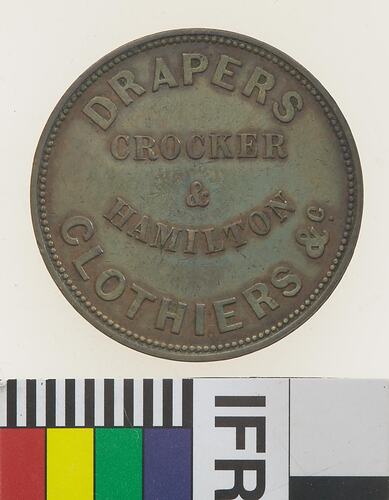 DRAPERS
CROCKER
&
HAMILTON
CLOTHIERS &c.
IFR